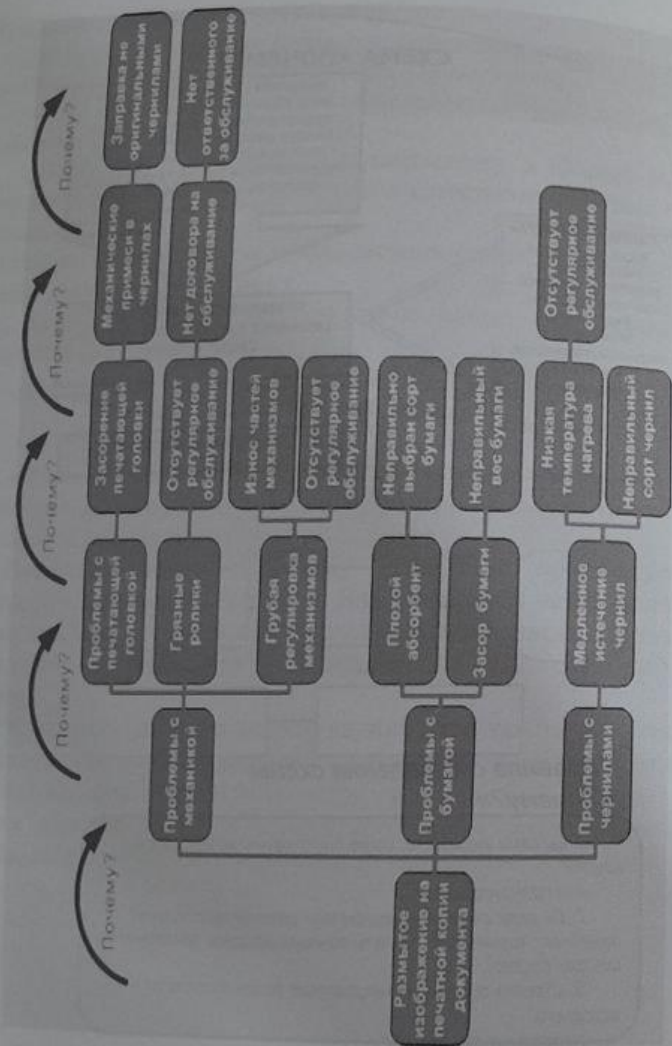 Почему?
Почему?
Почему?
Почему?
Почему?
Размытое
изображение на
печатной копии
документа
Проблемы с
механикой
Проблемы с
бумагой
Проблемы с
чернилами
Проблемы с
печатающей
головкой
Грязные
ролики
Грубая
регулировка
механизмов
Плохой
абсорбент
Засор бумаги
Медленное
истечение
чернил
Засорение
печатающей
головки
Отсутствует
регулярное
обслуживание
Износ частей
механизмов
Отсутствует
регулярное
обслуживание
Неправильно
выбран сорт
бумаги
Неправильный
вес бумаги
Низкая
температура
нагрева
Неправильный
сорт чернил
Механические
примеси в
чернилах
Нет договора на
обслуживание
Отсутствует
регулярное
обслуживание
Заправка не
оригинальными
чернилами
Нет
ответственного
за обслуживание